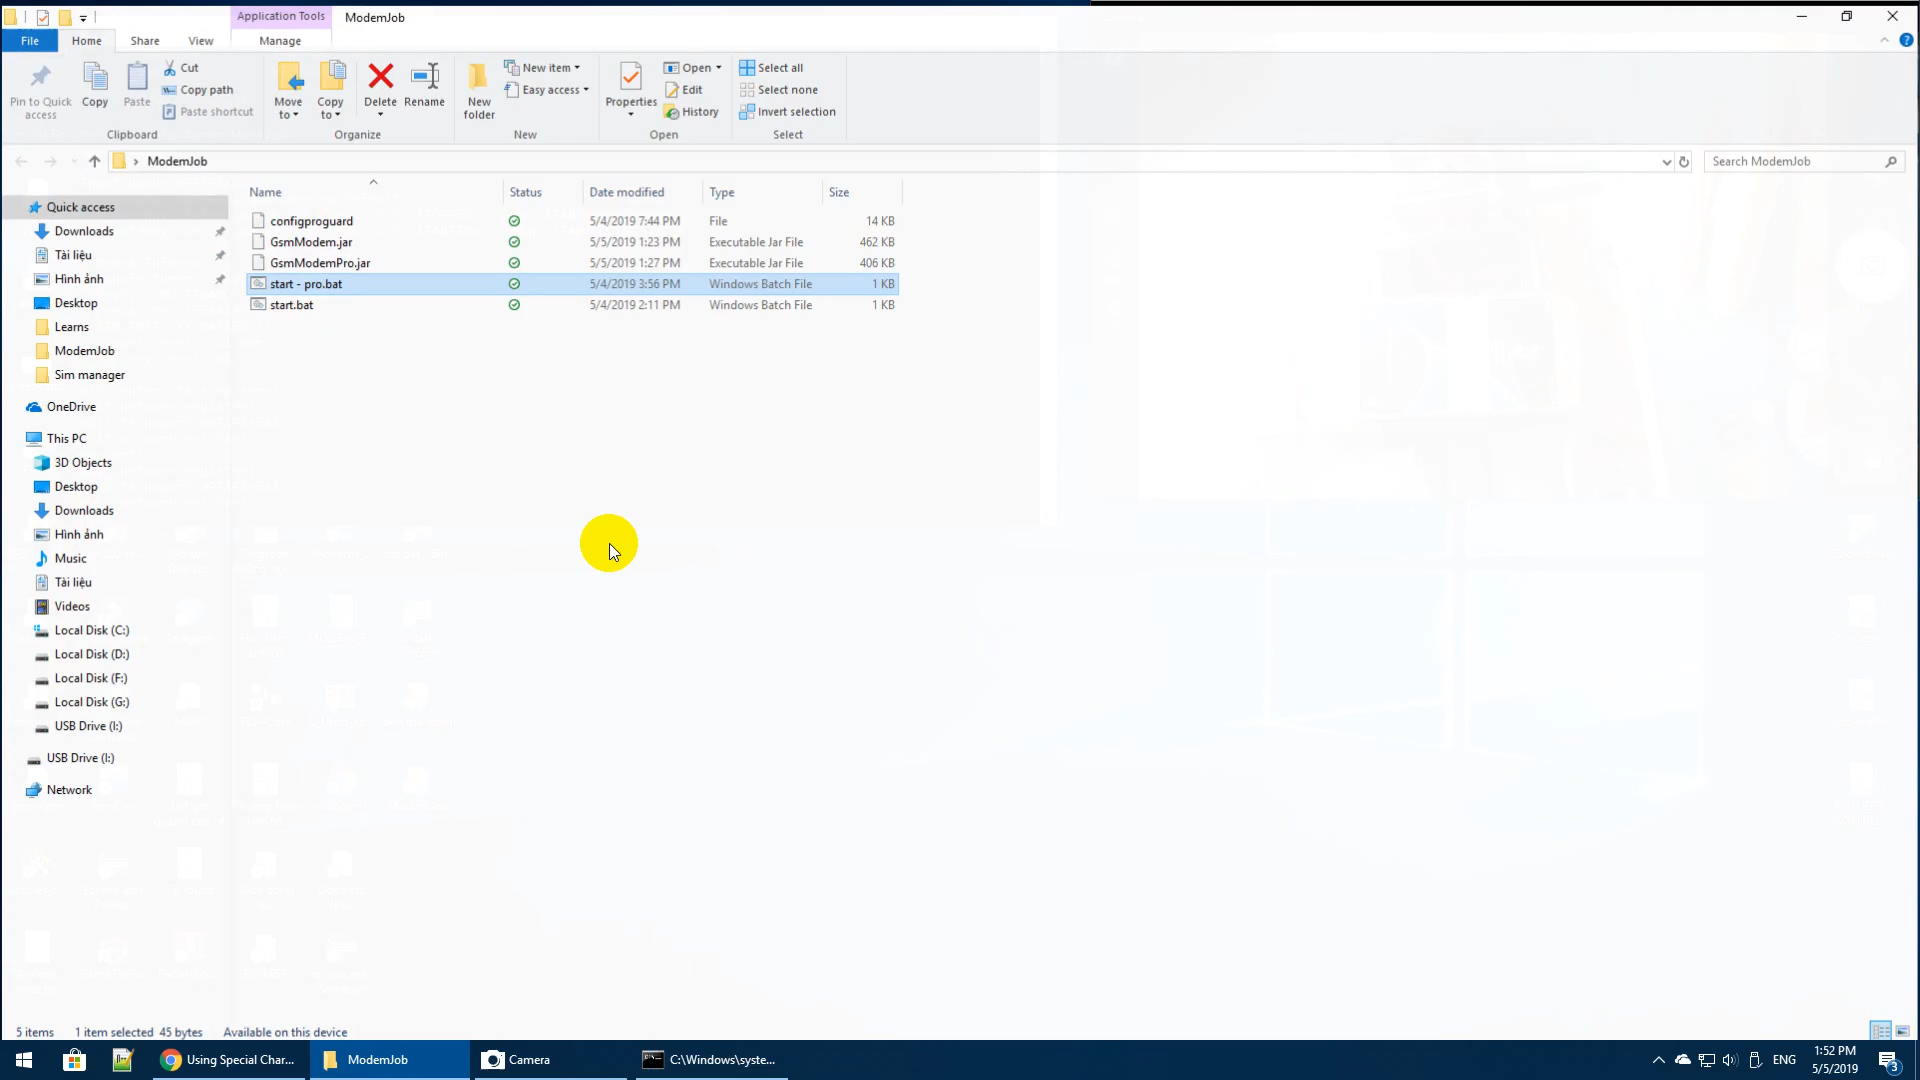 Application Tools ModemJob
File Home Share View Manage
Pin to Quick access
Copy
Paste
Cut
Copy path
Paste shortcut
Clipboard
Move to
Copy to
Delete
Rename
Organize
New folder
New item
Easy access
New
Properties
Open
Edit
History
Open
Select all
Select none
Invert selection
Select
ModemJob
Search ModemJob
Name Status Date modified Type Size
configproguard 5/4/2019 7:44 PM File 14 KB
GsmModem.jar 5/5/2019 1:23 PM Executable Jar File 462 KB
GsmModemPro.jar 5/5/2019 1:27 PM Executable Jar File 406 KB
start - pro.bat 5/4/2019 3:56 PM Windows Batch File 1 KB
start.bat 5/4/2019 2:11 PM Windows Batch File 1 KB
Quick access
Downloads
Tài liệu
Hình ảnh
Desktop
Learns
ModemJob
Sim manager
OneDrive
This PC
3D Objects
Desktop
Downloads
Hình ảnh
Music
Tài liệu
Videos
Local Disk (C:)
Local Disk (D:)
Local Disk (F:)
Local Disk (G:)
USB Drive (I:)
USB Drive (I:)
Network
5 items 1 item selected 45 bytes Available on this device
Using Special Char...
ModemJob
Camera
C:\Windows\syste...
ENG
1:52 PM
5/5/2019
3